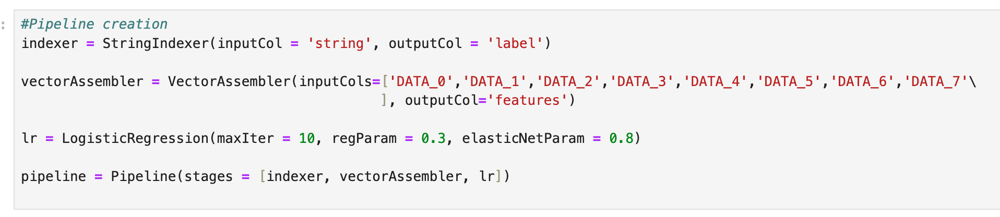 :
#Pipeline creation
indexer = StringIndexer(inputCol = 'string', outputCol = 'label')
vectorAssembler = VectorAssembler(inputCols=['DATA_0','DATA_1','DATA_2','DATA_3','DATA_4','DATA_5','DATA_6','DATA_7'\
], outputCol='features')
lr = LogisticRegression(maxIter = 10, regParam = 0.3, elasticNetParam = 0.8)
pipeline = Pipeline(stages = [indexer, vectorAssembler, lr])